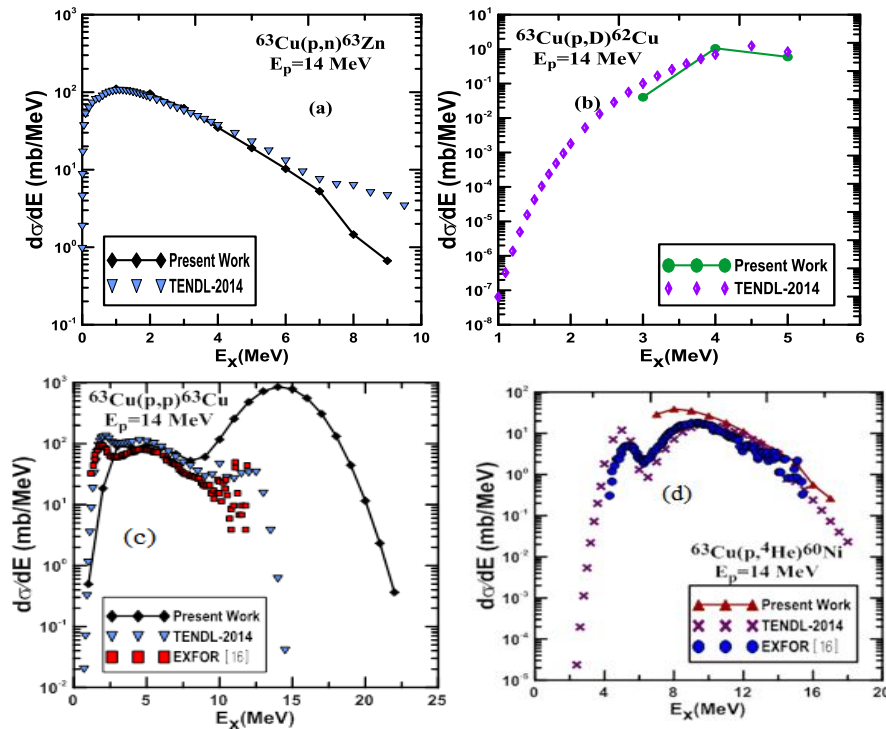 ⁶³Cu(p,n)⁶³Zn
Eₚ=14 MeV
(a)
dσ/dE (mb/MeV)
10³
10²
10¹
10⁰
10⁻¹
Present Work
TENDL-2014
0 2 4 6 8 10
Eₓ(MeV)
⁶³Cu(p,D)⁶²Cu
Eₚ=14 MeV
(b)
dσ/dE (mb/MeV)
10¹
10⁰
10⁻¹
10⁻²
10⁻³
10⁻⁴
10⁻⁵
10⁻⁶
10⁻⁷
10⁻⁸
Present Work
TENDL-2014
1 2 3 4 5 6
Eₓ(MeV)
⁶³Cu(p,p)⁶³Cu
Eₚ=14 MeV
(c)
dσ/dE (mb/MeV)
10³
10²
10¹
10⁰
10⁻¹
10⁻²
Present Work
TENDL-2014
EXFOR [16]
0 5 10 15 20 25
Eₓ(MeV)
(d)
dσ/dE (mb/MeV)
10²
10¹
10⁰
10⁻¹
10⁻²
10⁻³
10⁻⁴
10⁻⁵
⁶³Cu(p,⁴He)⁶⁰Ni
Eₚ=14 MeV
Present Work
TENDL-2014
EXFOR [16]
0 4 8 12 16 20
Eₓ(MeV)